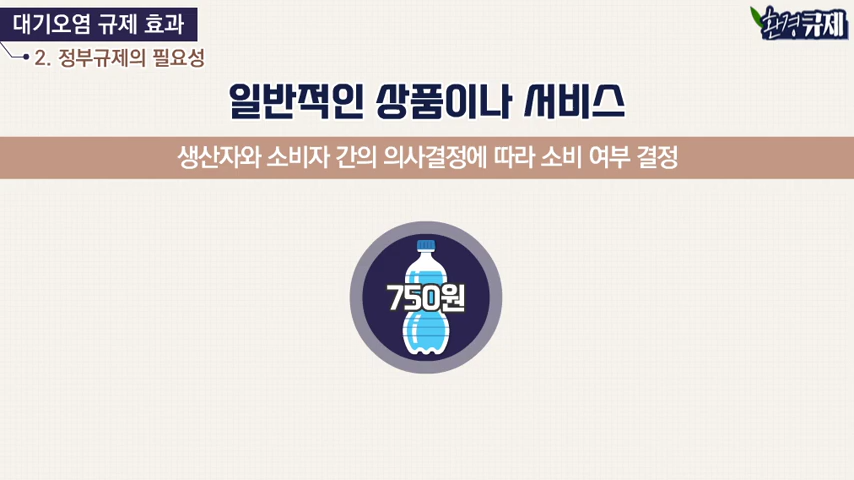 대기오염 규제 효과
환경규제
2. 정부규제의 필요성
일반적인 상품이나 서비스
생산자와 소비자 간의 의사결정에 따라 소비 여부 결정
750원